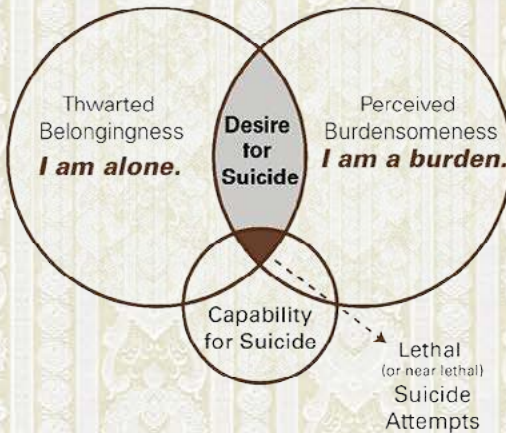 Thwarted
Belongingness
I am alone.
Desire
for
Suicide
Perceived
Burdensomeness
I am a burden.
Capability
for Suicide
Lethal
(or near lethal)
Suicide
Attempts